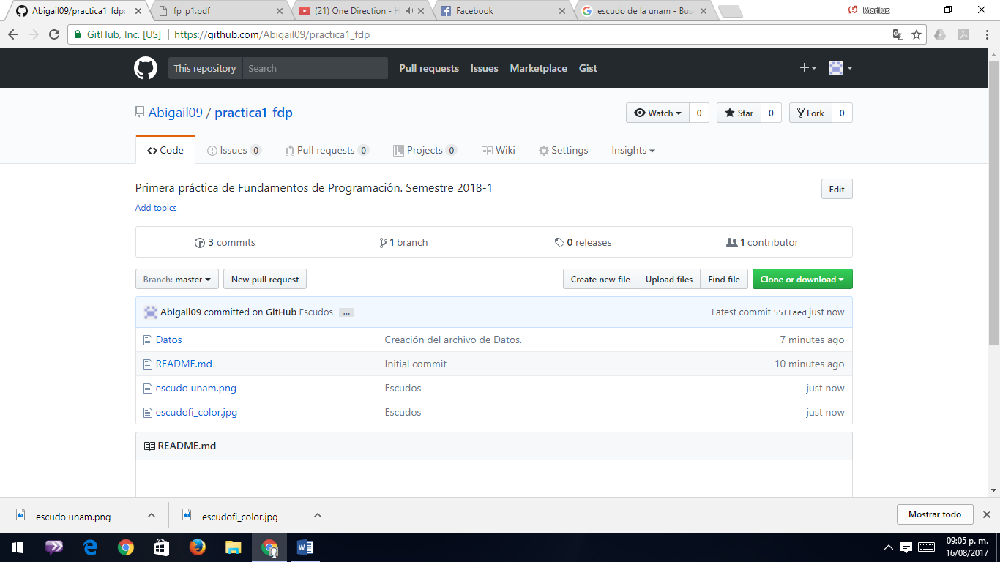 Abigail09/practica1_fdp:
fp_p1.pdf
(21) One Direction - H
Facebook
escudo de la unam - Bus
Mariluz
GitHub, Inc. [US]
https://github.com/Abigail09/practica1_fdp
This repository
Search
Pull requests
Issues
Marketplace
Gist
Abigail09 / practica1_fdp
Watch
0
Star
0
Fork
0
Code
Issues 0
Pull requests 0
Projects 0
Wiki
Settings
Insights
Primera práctica de Fundamentos de Programación. Semestre 2018-1
Edit
Add topics
3 commits
1 branch
0 releases
1 contributor
Branch: master
New pull request
Create new file
Upload files
Find file
Clone or download
Abigail09 committed on GitHub Escudos …
Latest commit 55ffaed just now
Datos
Creación del archivo de Datos.
7 minutes ago
README.md
Initial commit
10 minutes ago
escudo unam.png
Escudos
just now
escudofi_color.jpg
Escudos
just now
README.md
escudo unam.png
escudofi_color.jpg
Mostrar todo
09:05 p. m.
16/08/2017